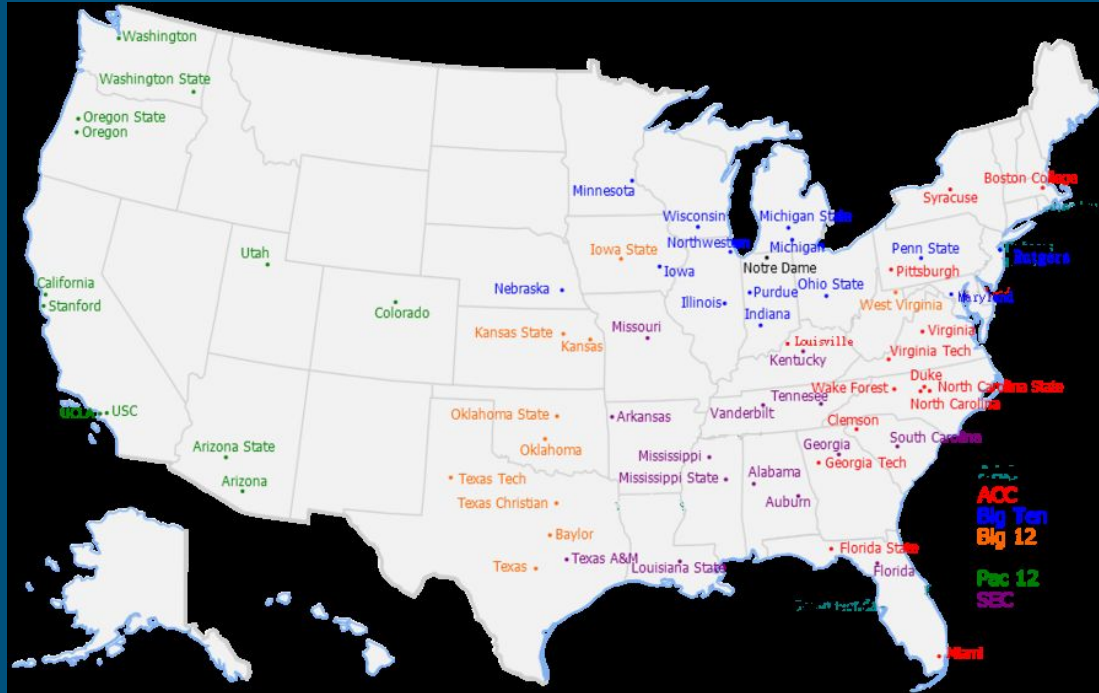 Washington
Washington State
Oregon State
Oregon
California
Stanford
UCLA
USC
Utah
Colorado
Arizona State
Arizona
Minnesota
Wisconsin
Michigan State
Northwestern
Michigan
Iowa State
Iowa
Notre Dame
Nebraska
Illinois
Purdue
Ohio State
Indiana
Penn State
Pittsburgh
Syracuse
Boston College
Rutgers
Maryland
West Virginia
Kansas State
Kansas
Missouri
Louisville
Kentucky
Virginia
Virginia Tech
Duke
Wake Forest
North Carolina State
North Carolina
Tennesee
Vanderbilt
Clemson
Oklahoma State
Oklahoma
Arkansas
Georgia
South Carolina
Georgia Tech
Mississippi
Mississippi State
Alabama
Auburn
Texas Tech
Texas Christian
Baylor
Texas
Texas A&M
Louisiana State
Florida State
Florida
Miami
ACC
Big Ten
Big 12
Pac 12
SEC